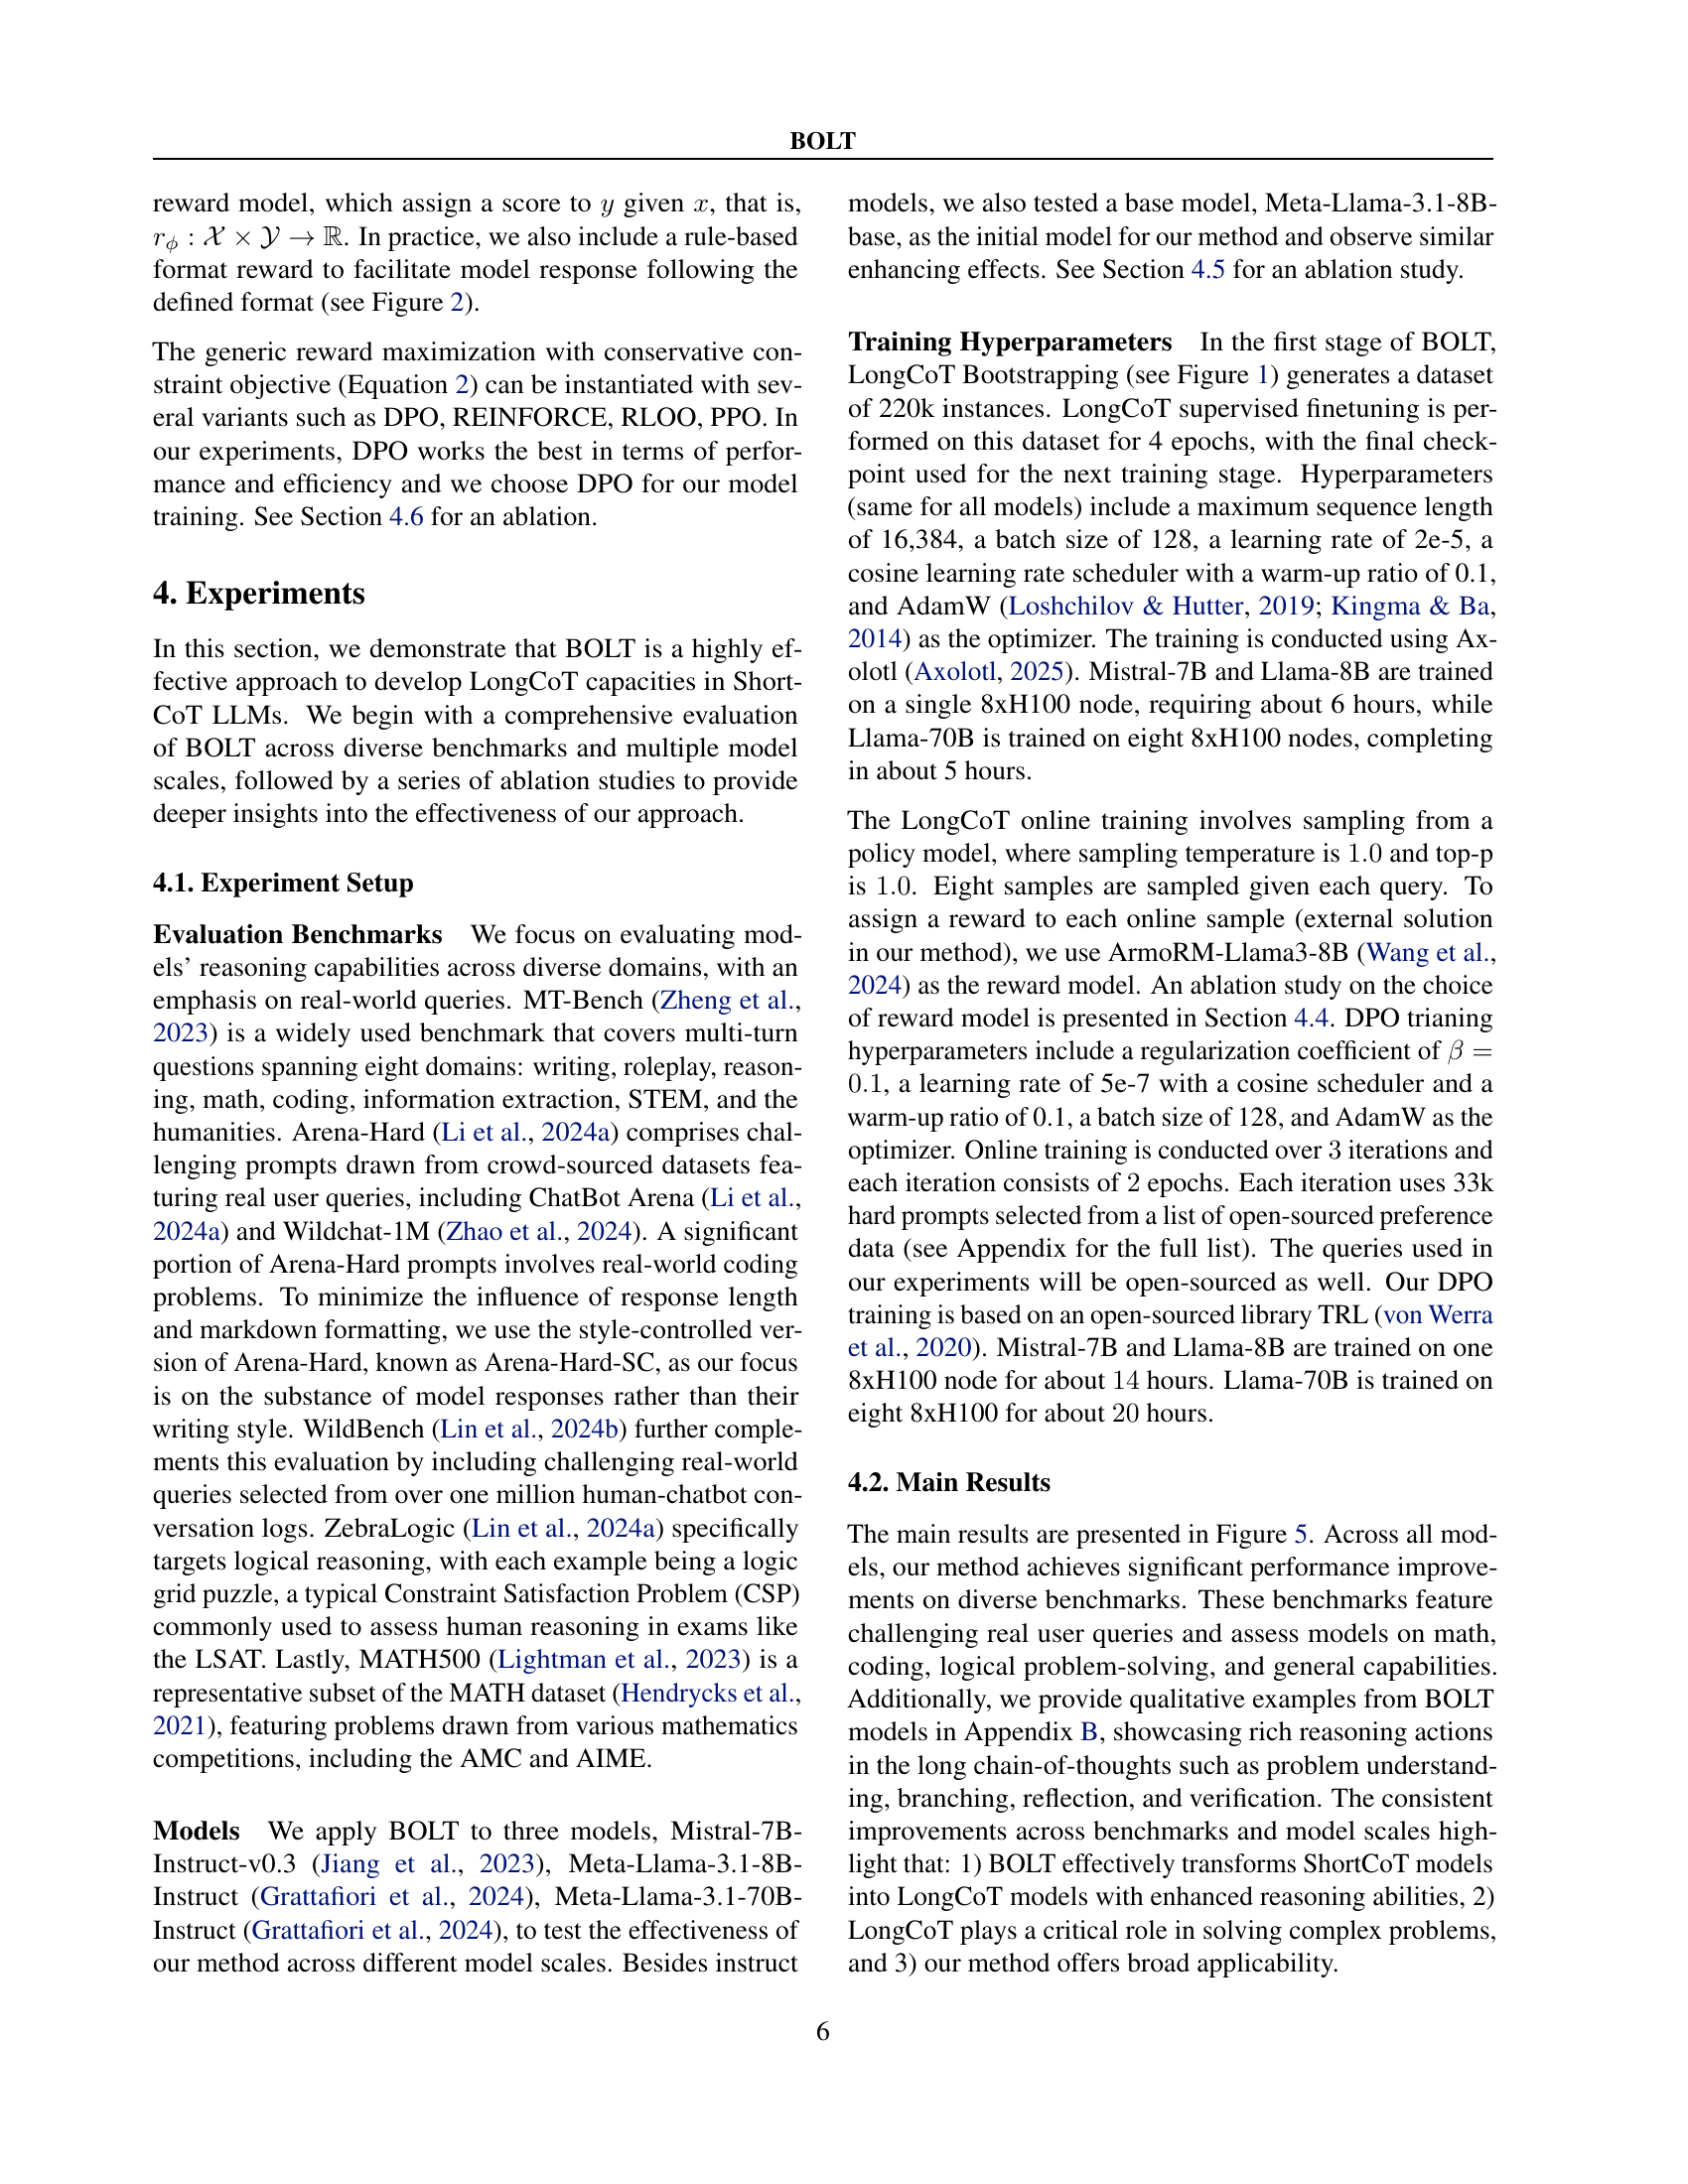 BOLT
reward model, which assign a score to y given x, that is,
r_ϕ : 𝒳 × 𝒴 → ℝ. In practice, we also include a rule-based
format reward to facilitate model response following the
defined format (see Figure 2).
The generic reward maximization with conservative con-
straint objective (Equation 2) can be instantiated with sev-
eral variants such as DPO, REINFORCE, RLOO, PPO. In
our experiments, DPO works the best in terms of perfor-
mance and efficiency and we choose DPO for our model
training. See Section 4.6 for an ablation.
4. Experiments
In this section, we demonstrate that BOLT is a highly ef-
fective approach to develop LongCoT capacities in Short-
CoT LLMs. We begin with a comprehensive evaluation
of BOLT across diverse benchmarks and multiple model
scales, followed by a series of ablation studies to provide
deeper insights into the effectiveness of our approach.
4.1. Experiment Setup
Evaluation Benchmarks We focus on evaluating mod-
els' reasoning capabilities across diverse domains, with an
emphasis on real-world queries. MT-Bench (Zheng et al.,
2023) is a widely used benchmark that covers multi-turn
questions spanning eight domains: writing, roleplay, reason-
ing, math, coding, information extraction, STEM, and the
humanities. Arena-Hard (Li et al., 2024a) comprises chal-
lenging prompts drawn from crowd-sourced datasets fea-
turing real user queries, including ChatBot Arena (Li et al.,
2024a) and Wildchat-1M (Zhao et al., 2024). A significant
portion of Arena-Hard prompts involves real-world coding
problems. To minimize the influence of response length
and markdown formatting, we use the style-controlled ver-
sion of Arena-Hard, known as Arena-Hard-SC, as our focus
is on the substance of model responses rather than their
writing style. WildBench (Lin et al., 2024b) further comple-
ments this evaluation by including challenging real-world
queries selected from over one million human-chatbot con-
versation logs. ZebraLogic (Lin et al., 2024a) specifically
targets logical reasoning, with each example being a logic
grid puzzle, a typical Constraint Satisfaction Problem (CSP)
commonly used to assess human reasoning in exams like
the LSAT. Lastly, MATH500 (Lightman et al., 2023) is a
representative subset of the MATH dataset (Hendrycks et al.,
2021), featuring problems drawn from various mathematics
competitions, including the AMC and AIME.
Models We apply BOLT to three models, Mistral-7B-
Instruct-v0.3 (Jiang et al., 2023), Meta-Llama-3.1-8B-
Instruct (Grattafiori et al., 2024), Meta-Llama-3.1-70B-
Instruct (Grattafiori et al., 2024), to test the effectiveness of
our method across different model scales. Besides instruct
models, we also tested a base model, Meta-Llama-3.1-8B-
base, as the initial model for our method and observe similar
enhancing effects. See Section 4.5 for an ablation study.
Training Hyperparameters In the first stage of BOLT,
LongCoT Bootstrapping (see Figure 1) generates a dataset
of 220k instances. LongCoT supervised finetuning is per-
formed on this dataset for 4 epochs, with the final check-
point used for the next training stage. Hyperparameters
(same for all models) include a maximum sequence length
of 16,384, a batch size of 128, a learning rate of 2e-5, a
cosine learning rate scheduler with a warm-up ratio of 0.1,
and AdamW (Loshchilov & Hutter, 2019; Kingma & Ba,
2014) as the optimizer. The training is conducted using Ax-
olotl (Axolotl, 2025). Mistral-7B and Llama-8B are trained
on a single 8xH100 node, requiring about 6 hours, while
Llama-70B is trained on eight 8xH100 nodes, completing
in about 5 hours.
The LongCoT online training involves sampling from a
policy model, where sampling temperature is 1.0 and top-p
is 1.0. Eight samples are sampled given each query. To
assign a reward to each online sample (external solution
in our method), we use ArmoRM-Llama3-8B (Wang et al.,
2024) as the reward model. An ablation study on the choice
of reward model is presented in Section 4.4. DPO trianing
hyperparameters include a regularization coefficient of β =
0.1, a learning rate of 5e-7 with a cosine scheduler and a
warm-up ratio of 0.1, a batch size of 128, and AdamW as the
optimizer. Online training is conducted over 3 iterations and
each iteration consists of 2 epochs. Each iteration uses 33k
hard prompts selected from a list of open-sourced preference
data (see Appendix for the full list). The queries used in
our experiments will be open-sourced as well. Our DPO
training is based on an open-sourced library TRL (von Werra
et al., 2020). Mistral-7B and Llama-8B are trained on one
8xH100 node for about 14 hours. Llama-70B is trained on
eight 8xH100 for about 20 hours.
4.2. Main Results
The main results are presented in Figure 5. Across all mod-
els, our method achieves significant performance improve-
ments on diverse benchmarks. These benchmarks feature
challenging real user queries and assess models on math,
coding, logical problem-solving, and general capabilities.
Additionally, we provide qualitative examples from BOLT
models in Appendix B, showcasing rich reasoning actions
in the long chain-of-thoughts such as problem understand-
ing, branching, reflection, and verification. The consistent
improvements across benchmarks and model scales high-
light that: 1) BOLT effectively transforms ShortCoT models
into LongCoT models with enhanced reasoning abilities, 2)
LongCoT plays a critical role in solving complex problems,
and 3) our method offers broad applicability.
6